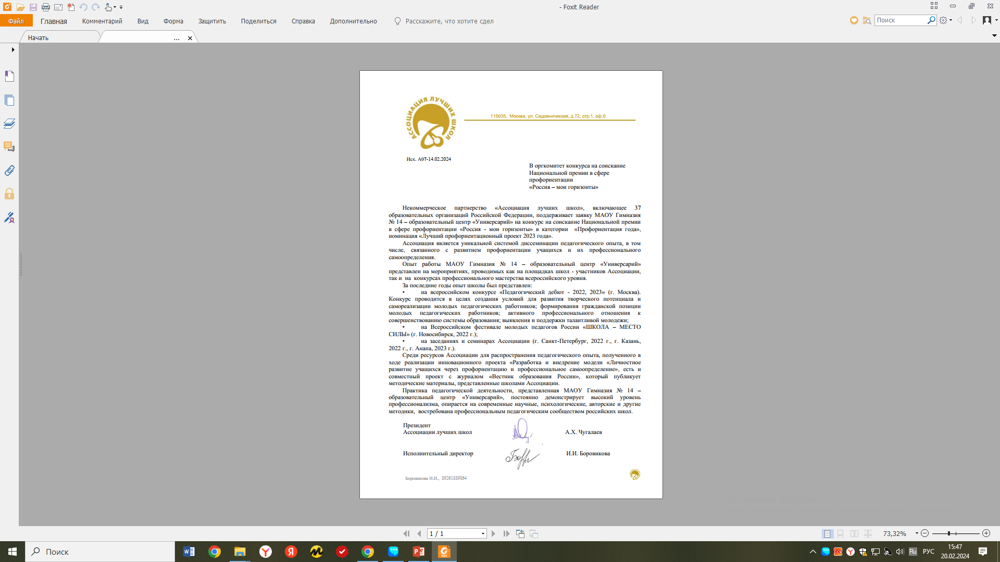 - Foxit Reader
Файл Главная Комментарий Вид Форма Защитить Поделиться Справка Дополнительно Расскажите, что хотите сдел Поиск
Начать ...
АССОЦИАЦИЯ ЛУЧШИХ ШКОЛ
115035, Москва, ул. Садовническая, д.72, стр.1, оф.6
Исх. А07-14.02.2024
В оргкомитет конкурса на соискание
Национальной премии в сфере
профориентации
«Россия – мои горизонты»
Некоммерческое партнерство «Ассоциация лучших школ», включающее 37
образовательных организаций Российской Федерации, поддерживает заявку МАОУ Гимназия
№ 14 – образовательный центр «Универсарий» на конкурс на соискание Национальной премии
в сфере профориентации «Россия - мои горизонты» в категории «Профориентация года»,
номинация «Лучший профориентационный проект 2023 года».
Ассоциация является уникальной системой диссеминации педагогического опыта, в том
числе, связанного с развитием профориентации учащихся и их профессионального
самоопределения.
Опыт работы МАОУ Гимназия № 14 – образовательный центр «Универсарий»
представлен на мероприятиях, проводимых как на площадках школ - участников Ассоциации,
так и на конкурсах профессионального мастерства всероссийского уровня.
За последние годы опыт школы был представлен:
• на всероссийском конкурсе «Педагогический дебют - 2022, 2023» (г. Москва).
Конкурс проводится в целях создания условий для развития творческого потенциала и
самореализации молодых педагогических работников; формирования гражданской позиции
молодых педагогических работников; активного профессионального отношения к
совершенствованию системы образования; выявления и поддержки талантливой молодежи;
• на Всероссийском фестивале молодых педагогов России «ШКОЛА – МЕСТО
СИЛЫ» (г. Новосибирск, 2022 г.);
• на заседаниях и семинарах Ассоциации (г. Санкт-Петербург, 2022 г., г. Казань,
2022 г., г. Анапа, 2023 г.).
Среди ресурсов Ассоциации для распространения педагогического опыта, полученного в
ходе реализации инновационного проекта «Разработка и внедрение модели «Личностное
развитие учащихся через профориентацию и профессиональное самоопределение», есть и
совместный проект с журналом «Вестник образования России», который публикует
методические материалы, представленные школами Ассоциации.
Практика педагогической деятельности, представленная МАОУ Гимназия № 14 –
образовательный центр «Универсарий», постоянно демонстрирует высокий уровень
профессионализма, опирается на современные научные, психологические, авторские и другие
методики, востребована профессиональным педагогическим сообществом российских школ.
Президент
Ассоциации лучших школ А.Х. Чугалаев
Исполнительный директор И.И. Боровикова
Боровикова И.И., 89261889864
1 / 1 73,32%
Поиск РУС 15:47
20.02.2024